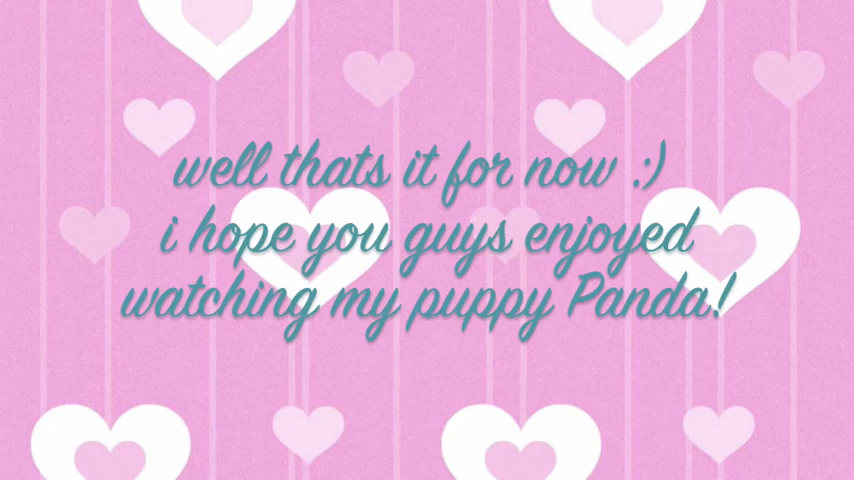 well thats it for now :)
i hope you guys enjoyed
watching my puppy Panda!